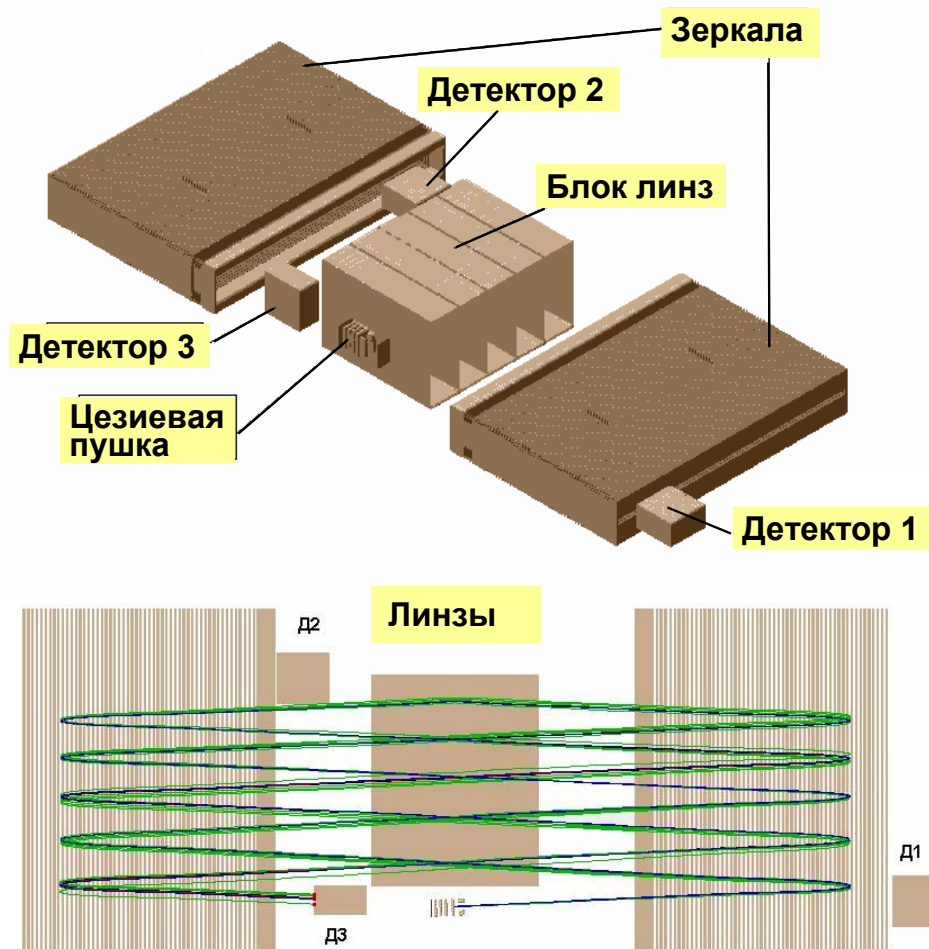 Зеркала
Детектор 2
Блок линз
Детектор 3
Цезиевая
пушка
Детектор 1
Линзы
Д2
Д1
Д3